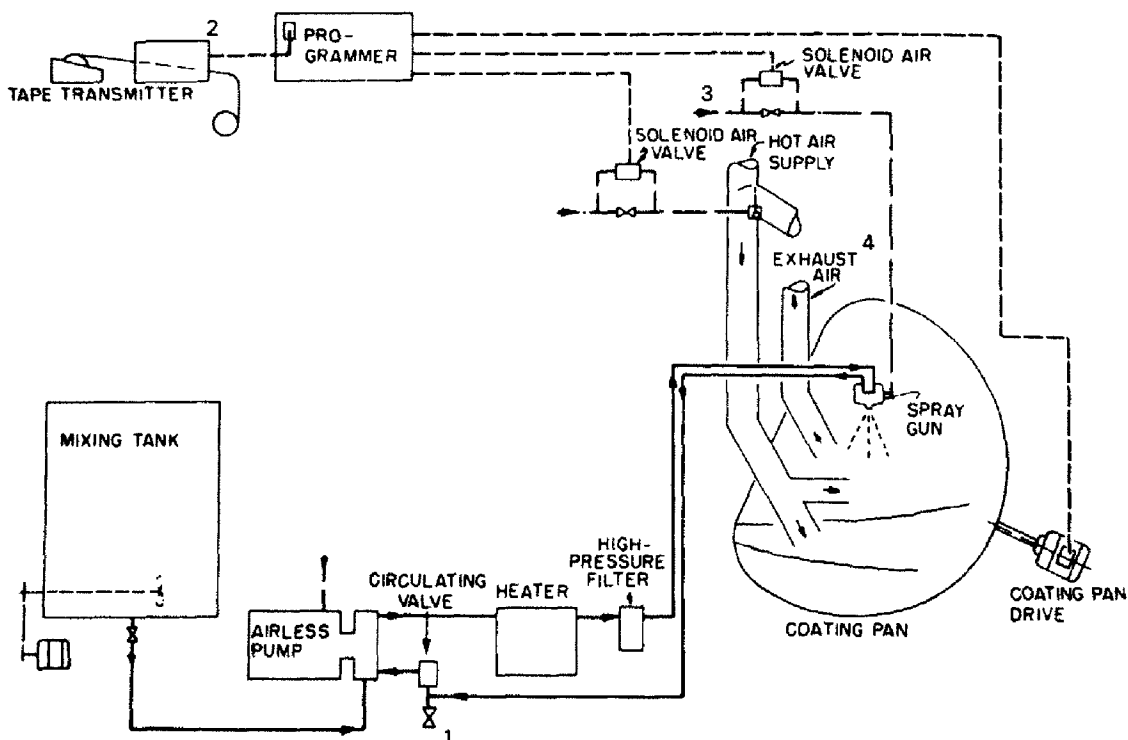 2
PRO-
GRAMMER
TAPE TRANSMITTER
SOLENOID AIR
VALVE
3
SOLENOID AIR
VALVE
HOT AIR
SUPPLY
4
EXHAUST
AIR
SPRAY
GUN
MIXING TANK
HIGH-
PRESSURE
FILTER
CIRCULATING
VALVE
HEATER
AIRLESS
PUMP
COATING PAN
DRIVE
COATING PAN
1